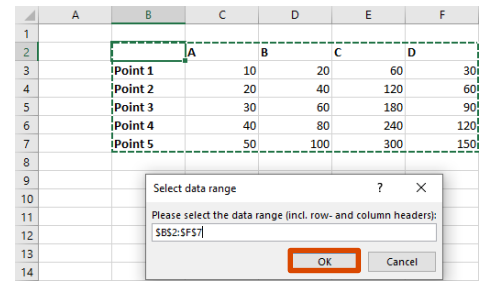 A B C D E F
1
2 A B C D
3 Point 1 10 20 60 30
4 Point 2 20 40 120 60
5 Point 3 30 60 180 90
6 Point 4 40 80 240 120
7 Point 5 50 100 300 150
8
9
Select data range ? ×
10
11 Please select the data range (incl. row- and column headers):
12 $B$2:$F$7
13 OK Cancel
14